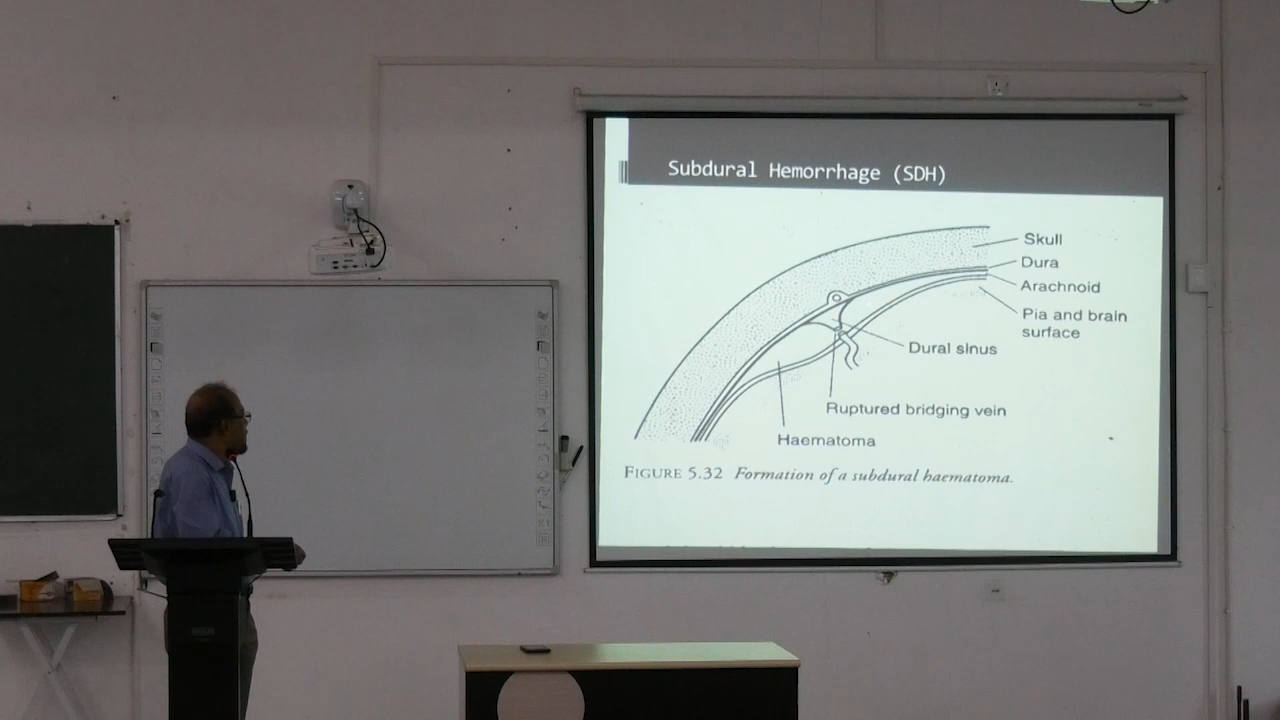 Subdural Hemorrhage (SDH)
Skull
Dura
Arachnoid
Pia and brain
surface
Dural sinus
Ruptured bridging vein
Haematoma
FIGURE 5.32 Formation of a subdural haematoma.